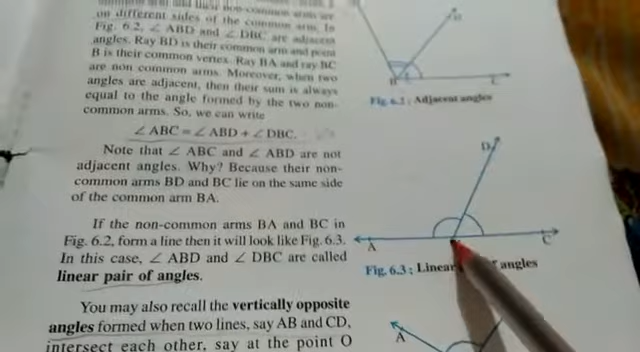 on different sides of the common arm. In
Fig. 6.2, ∠ ABD and ∠ DBC are adjacent
angles. Ray BD is their common arm and point
B is their common vertex. Ray BA and ray BC
are non common arms. Moreover, when two
angles are adjacent, then their sum is always
equal to the angle formed by the two non-
common arms. So, we can write
∠ ABC = ∠ ABD + ∠ DBC.
Note that ∠ ABC and ∠ ABD are not
adjacent angles. Why? Because their non-
common arms BD and BC lie on the same side
of the common arm BA.
If the non-common arms BA and BC in
Fig. 6.2, form a line then it will look like Fig. 6.3.
In this case, ∠ ABD and ∠ DBC are called
linear pair of angles.
You may also recall the vertically opposite
angles formed when two lines, say AB and CD,
intersect each other, say at the point O
D
B
C
Fig. 6.2 : Adjacent angles
D
A
C
Fig. 6.3 : Linear angles
A